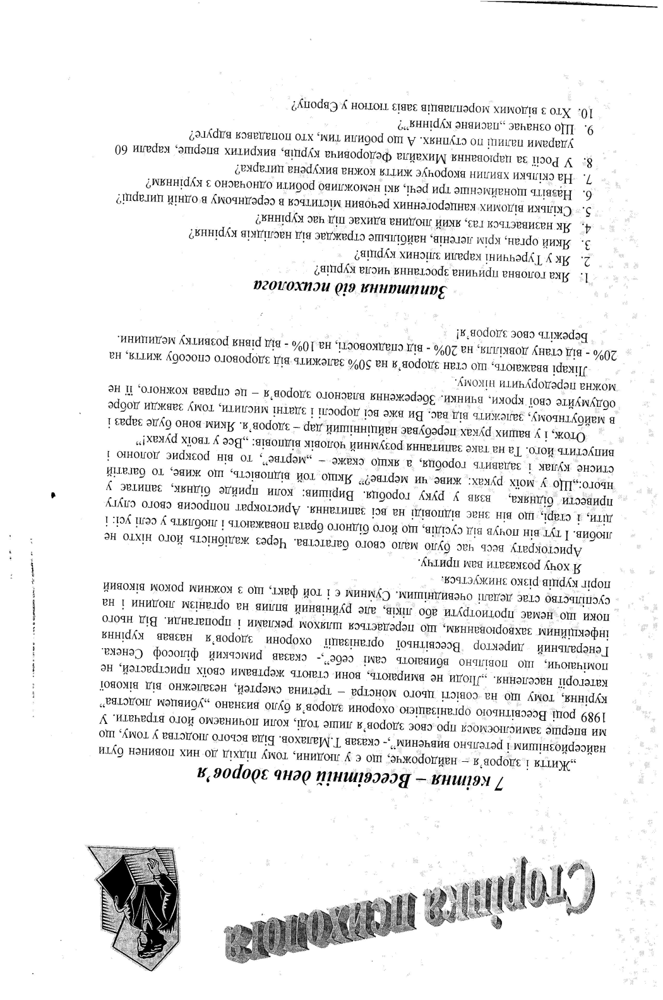 Сторінка психолога
7 квітня – Всесвітній день здоров’я
„Життя і здоров’я – найдорожче, що є у людини, тому підхід до них повинен бути
найсерйознішим і ретельно вивченим”,- сказав Т.Малахов. Біда всього людства у тому, що
ми вперше замислюємося про своє здоров’я лише тоді, коли починаємо його втрачати. У
1989 році Всесвітньою організацією охорони здоров’я було визнано „убивцем людства”
куріння, тому що на совісті цього монстра – третина смертей, незалежно від вікової
категорії населення. „Люди не вмирають, вони стають жертвами своїх пристрастей, не
помічаючи, що повільно вбивають самі себе”,- сказав римський філософ Сенека.
Генеральний директор Всесвітньої організації охорони здоров’я назвав куріння
інфекційним захворюванням, що передається шляхом реклами і пропаганди. Від нього
поки що немає протиотрути або ліків, але руйнівний вплив на організм людини і на
суспільство стає дедалі очевиднішим. Сумним є і той факт, що з кожним роком віковий
поріг курців різко знижується.
Я хочу розказати вам притчу.
Аристократу весь час було мало свого багатства. Через жадібність його ніхто не
любив. І тут він почув від сусідів, що його бідного брата поважають і люблять у селі усі: і
діти, і старі, що він знає відповіді на всі запитання. Аристократ попросив свого слугу
привести бідняка, взяв у руку горобця. Вирішив: коли прийде бідняк, запитає у
нього:„Що у моїх руках: живе чи мертве?” Якщо той відповість, що живе, то багатій
стисне кулак і задавить горобця, а якщо скаже – „мертве”, то він розкриє долоню і
випустить його. Та на таке запитання розумний чоловік відповів: „Все у твоїх руках!”
Отож, і у ваших руках перебуває найцінніший дар – здоров’я. Яким воно буде зараз і
в майбутньому, залежить від вас. Ви вже всі дорослі і здатні мислити, тому завжди добре
обдумуйте свої кроки, вчинки. Збереження власного здоров’я – це справа кожного, її не
можна передоручити нікому.
Лікарі вважають, що стан здоров’я на 50% залежить від здорового способу життя, на
20% - від стану довкілля, на 20% - від спадковості, на 10% - від рівня розвитку медицини.
Бережіть своє здоров’я!
Запитання від психолога
1. Яка головна причина зростання числа курців?
2. Як у Туреччині карали злісних курців?
3. Який орган, крім легенів, найбільше страждає від наслідків куріння?
4. Як називається газ, який людина вдихає під час куріння?
5. Скільки відомих канцерогенних речовин міститься в середньому в одній цигарці?
6. Назвіть щонайменше три речі, які неможливо робити одночасно з курінням?
7. На скільки хвилин вкорочує життя кожна викурена цигарка?
8. У Росії за царювання Михайла Федоровича курців, викритих вперше, карали 60
ударами палиці по ступнях. А що робили тим, хто попадався вдруге?
9. Що означає „пасивне куріння”?
10. Хто з відомих мореплавців завіз тютюн у Європу?